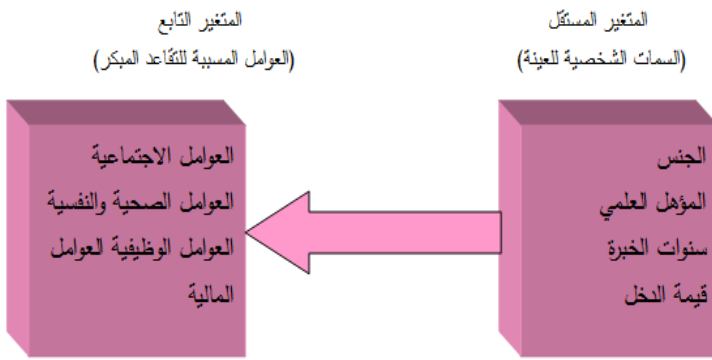 المتغير المستقل
(السمات الشخصية للعينة)
الجنس
المؤهل العلمي
سنوات الخبرة
قيمة الدخل
المتغير التابع
(العوامل المسببة للتقاعد المبكر)
العوامل الاجتماعية
العوامل الصحية والنفسية
العوامل الوظيفية العوامل
المالية